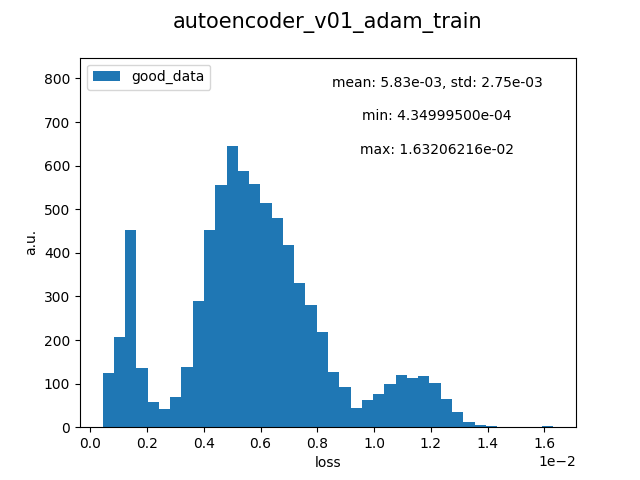 autoencoder_v01_adam_train
good_data
mean: 5.83e-03, std: 2.75e-03
min: 4.34999500e-04
max: 1.63206216e-02
a.u.
800
700
600
500
400
300
200
100
0
0.0 0.2 0.4 0.6 0.8 1.0 1.2 1.4 1.6
1e−2
loss